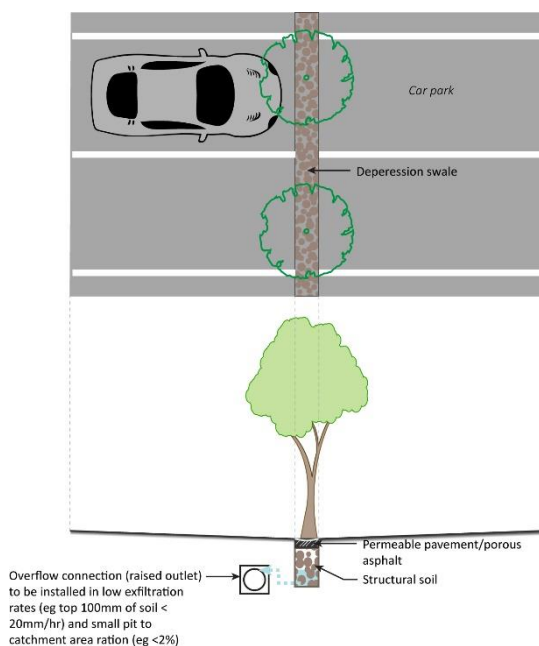 Car park
Deperession swale
Permeable pavement/porous
asphalt
Structural soil
Overflow connection (raised outlet)
to be installed in low exfiltration
rates (eg top 100mm of soil <
20mm/hr) and small pit to
catchment area ration (eg <2%)